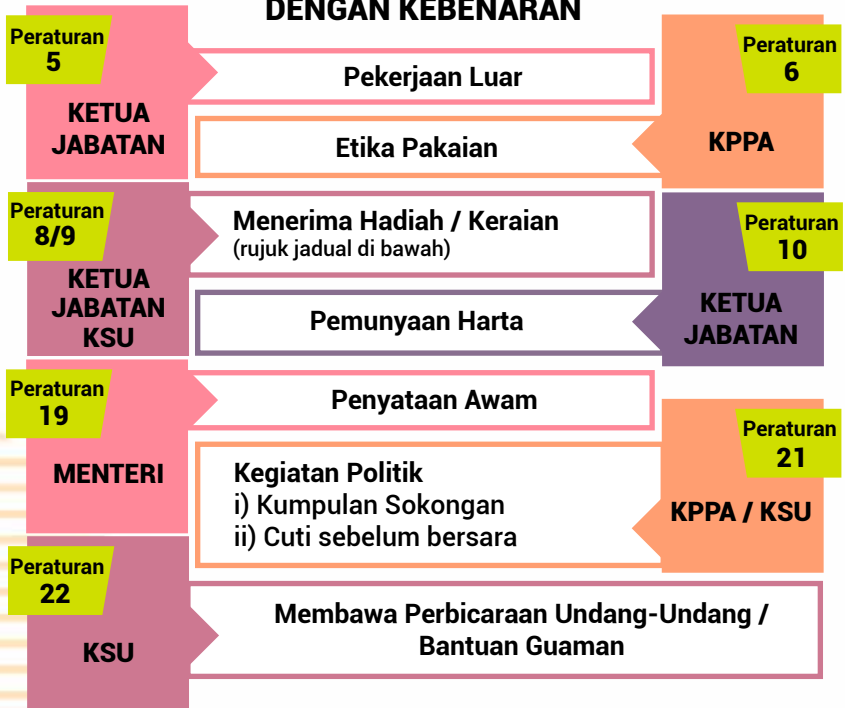 DENGAN KEBENARAN
Peraturan
5
KETUA
JABATAN
Pekerjaan Luar
Peraturan
6
KPPA
Etika Pakaian
Peraturan
8/9
KETUA
JABATAN
KSU
Menerima Hadiah / Keraian
(rujuk jadual di bawah)
Peraturan
10
KETUA
JABATAN
Pemunyaan Harta
Peraturan
19
MENTERI
Penyataan Awam
Peraturan
21
KPPA / KSU
Kegiatan Politik
i) Kumpulan Sokongan
ii) Cuti sebelum bersara
Peraturan
22
KSU
Membawa Perbicaraan Undang-Undang /
Bantuan Guaman